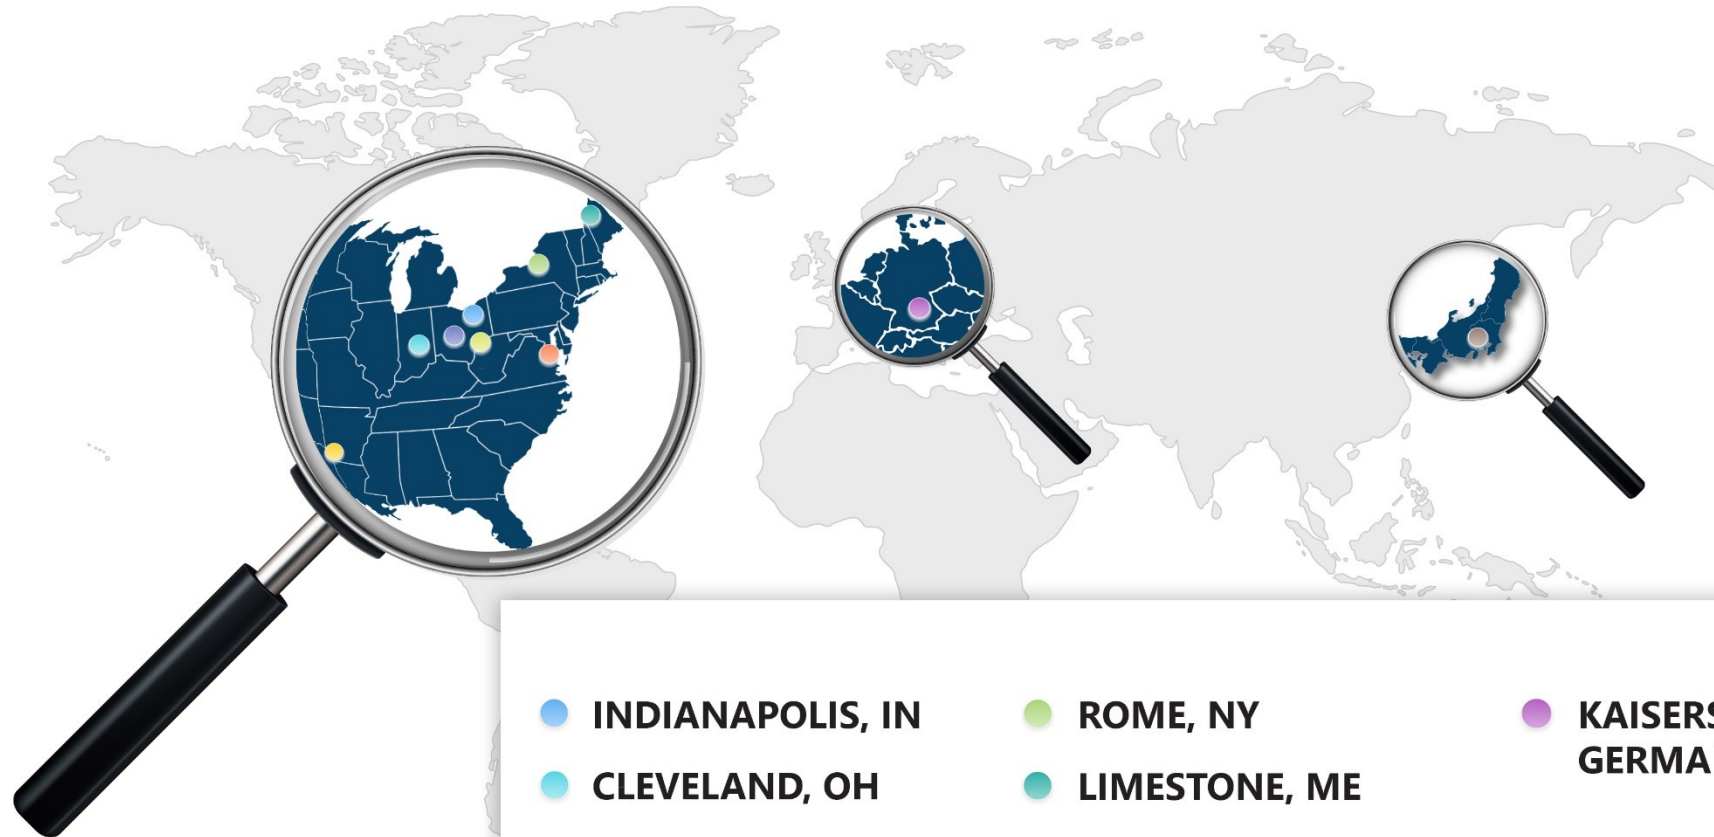 INDIANAPOLIS, IN
CLEVELAND, OH
ROME, NY
LIMESTONE, ME